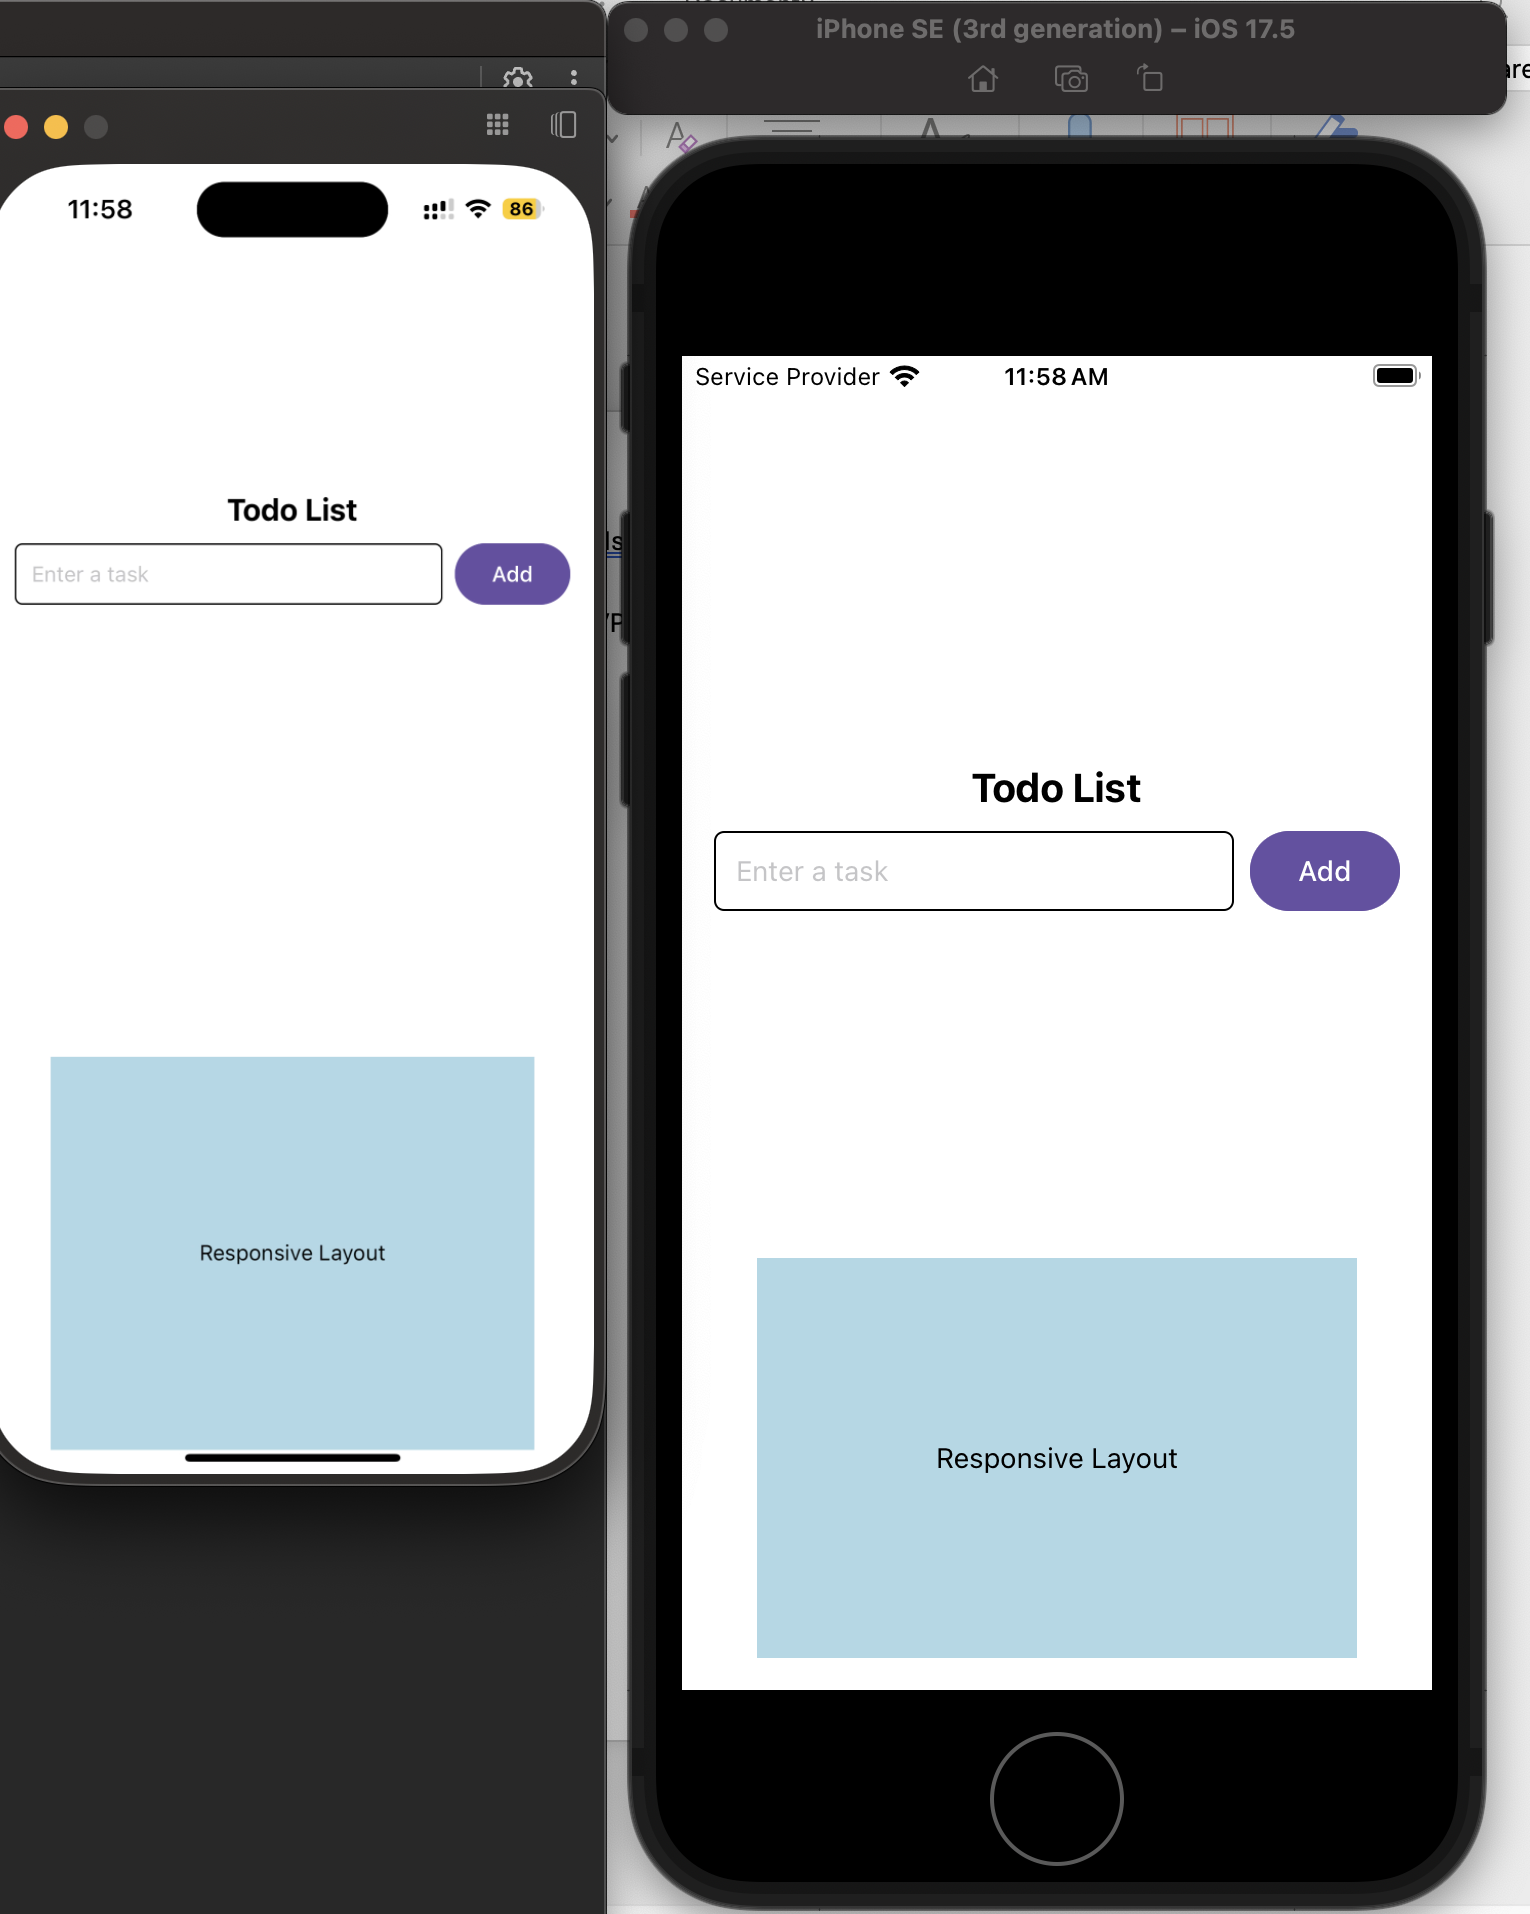 iPhone SE (3rd generation) – iOS 17.5
11:58
86
Todo List
Enter a task
Add
Responsive Layout
Service Provider
11:58 AM
Todo List
Enter a task
Add
Responsive Layout